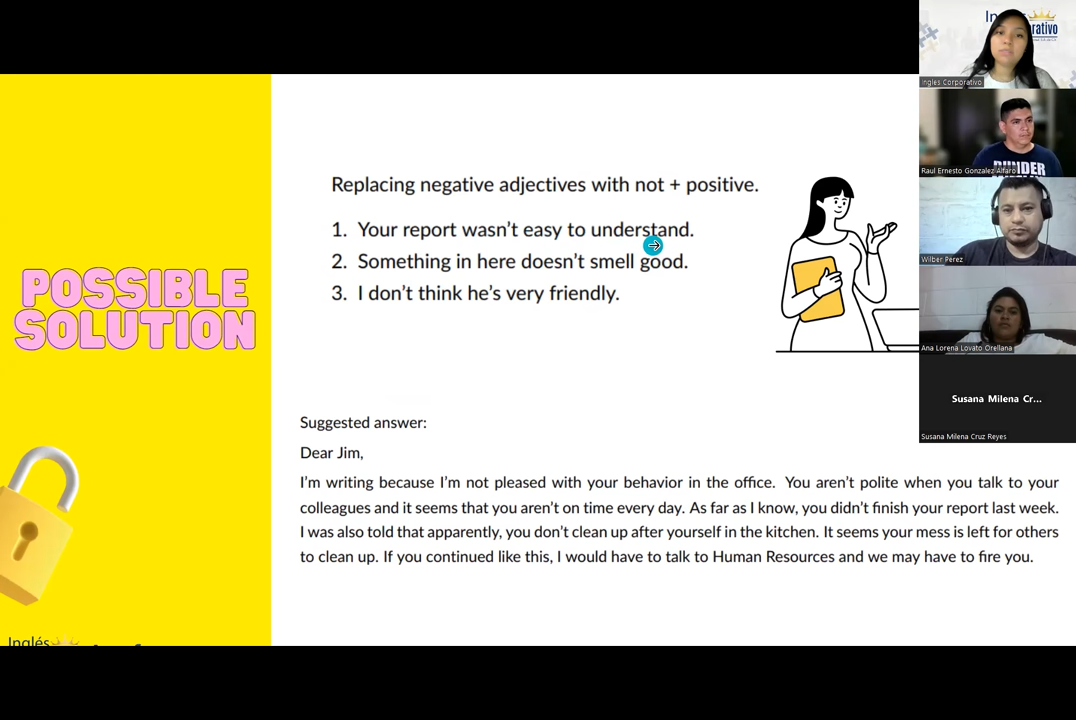 POSSIBLE
SOLUTION
Replacing negative adjectives with not + positive.
1. Your report wasn't easy to understand.
2. Something in here doesn't smell good.
3. I don't think he's very friendly.
Suggested answer:
Dear Jim,
I'm writing because I'm not pleased with your behavior in the office. You aren't polite when you talk to your
colleagues and it seems that you aren't on time every day. As far as I know, you didn't finish your report last week.
I was also told that apparently, you don't clean up after yourself in the kitchen. It seems your mess is left for others
to clean up. If you continued like this, I would have to talk to Human Resources and we may have to fire you.
Inglés
Ingles Corporativo
DUNDER
Raul Ernesto Gonzalez Alfaro
Wilber Perez
Ana Lorena Lovato Orellana
Susana Milena Cr...
Susana Milena Cruz Reyes